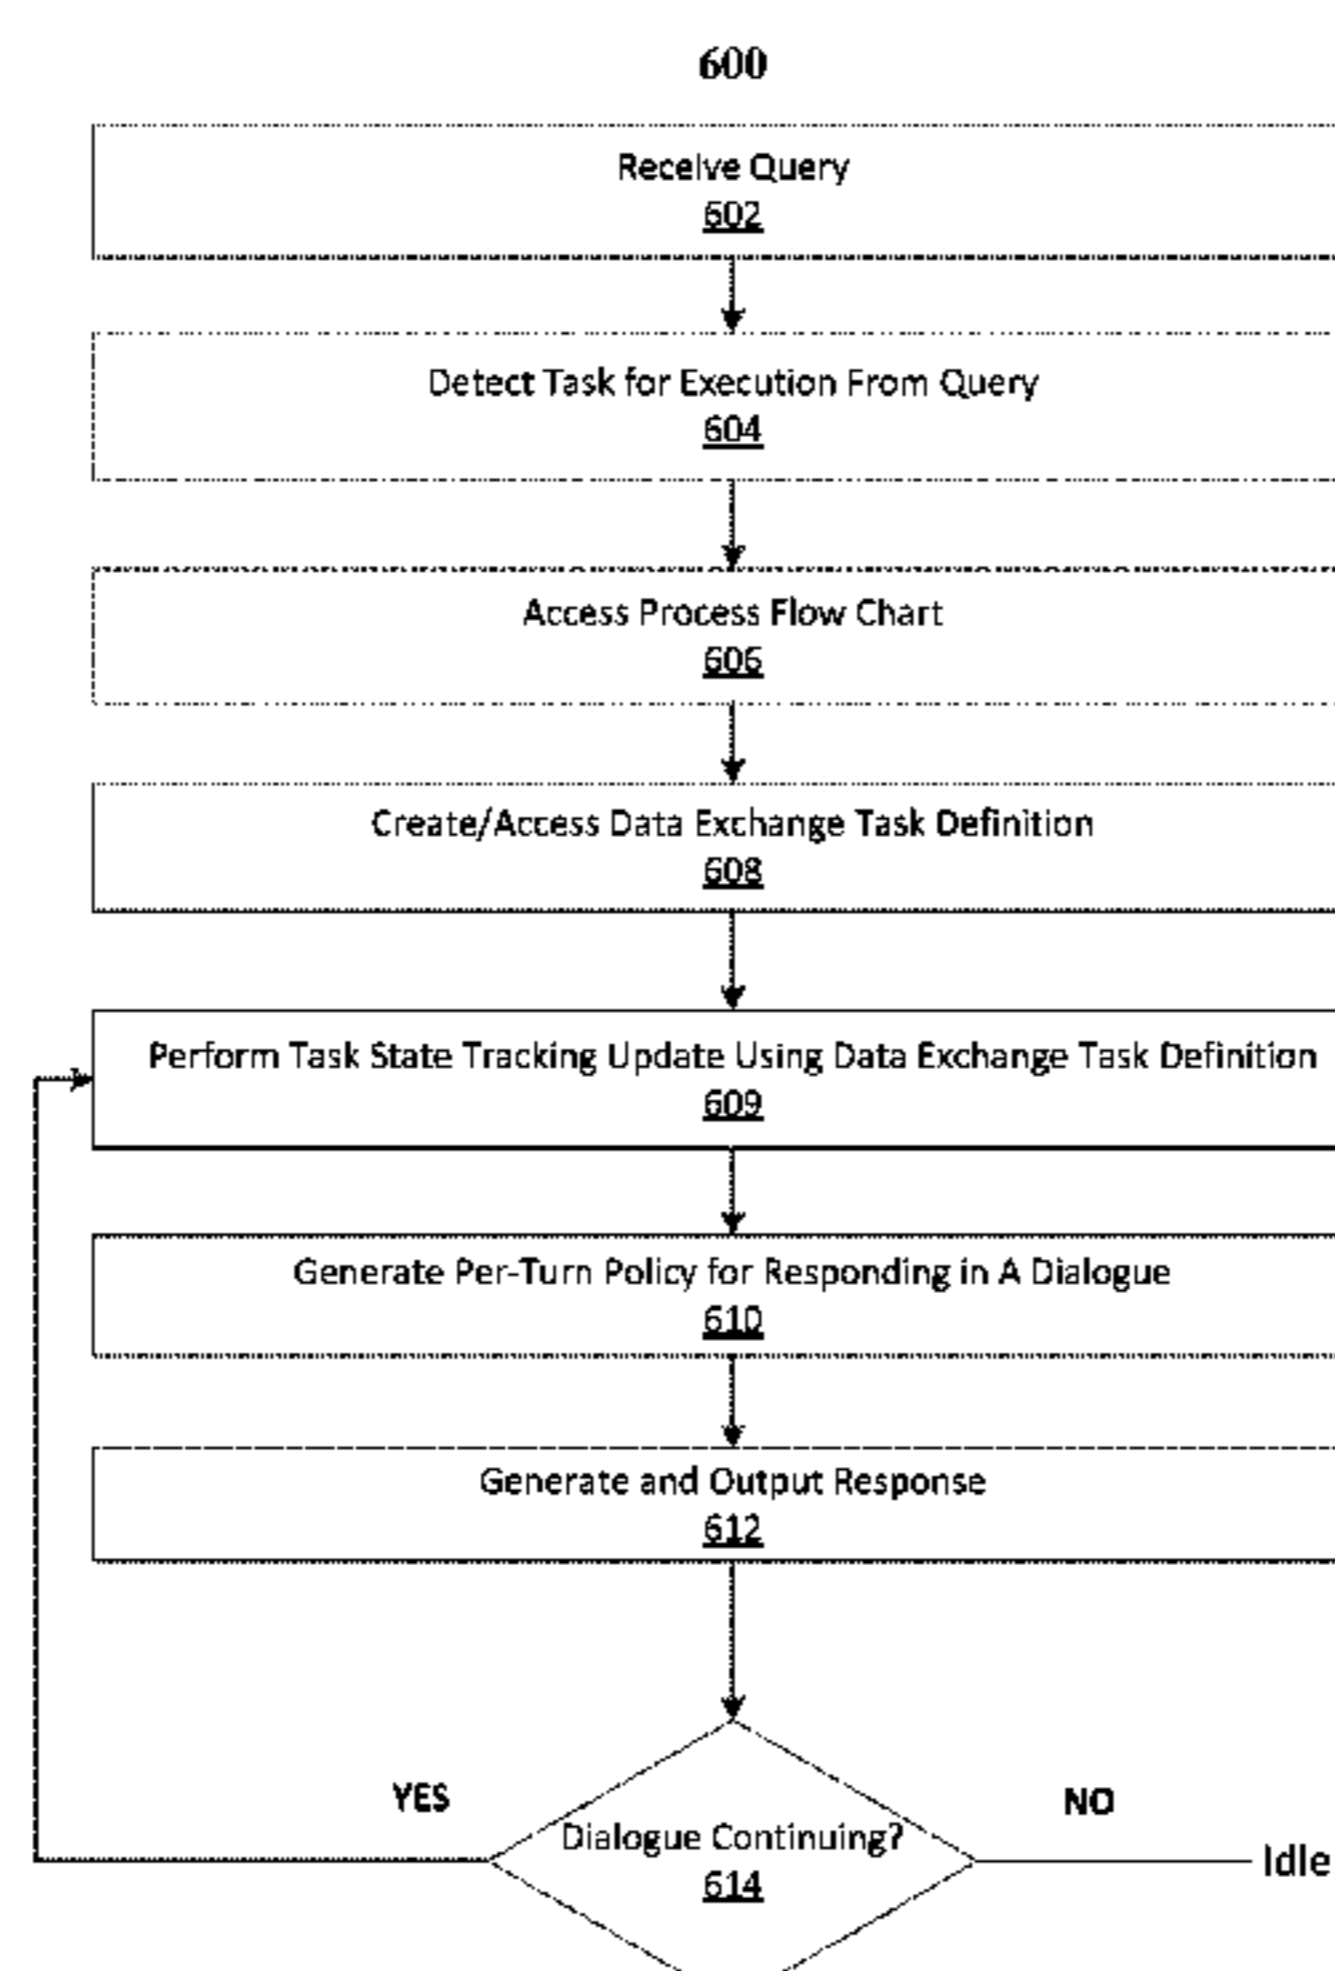 600
Receive Query
602
Detect Task for Execution From Query
604
Access Process Flow Chart
606
Create/Access Data Exchange Task Definition
608
Perform Task State Tracking Update Using Data Exchange Task Definition
609
Generate Per-Turn Policy for Responding in A Dialogue
610
Generate and Output Response
612
YES
NO
Dialogue Continuing?
Idle
614